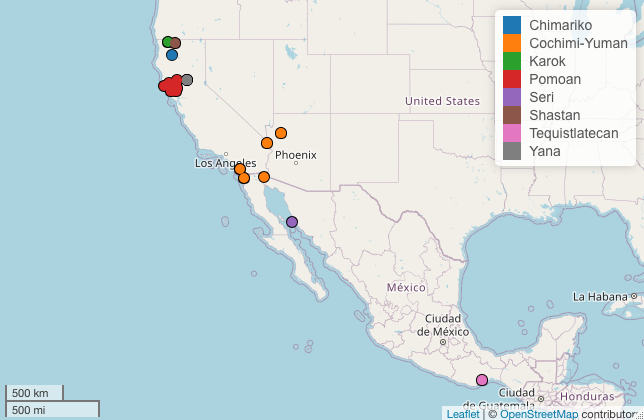 Chimariko
Cochimi-Yuman
Karok
Pomoan
Seri
Shastan
Tequistlatecan
Yana
United States
Phoenix
Los Angeles
México
La Habana
Ciudad
de México
Ciudad
de Guatemala
Honduras
500 km
500 mi
Leaflet | © OpenStreetMap contributors